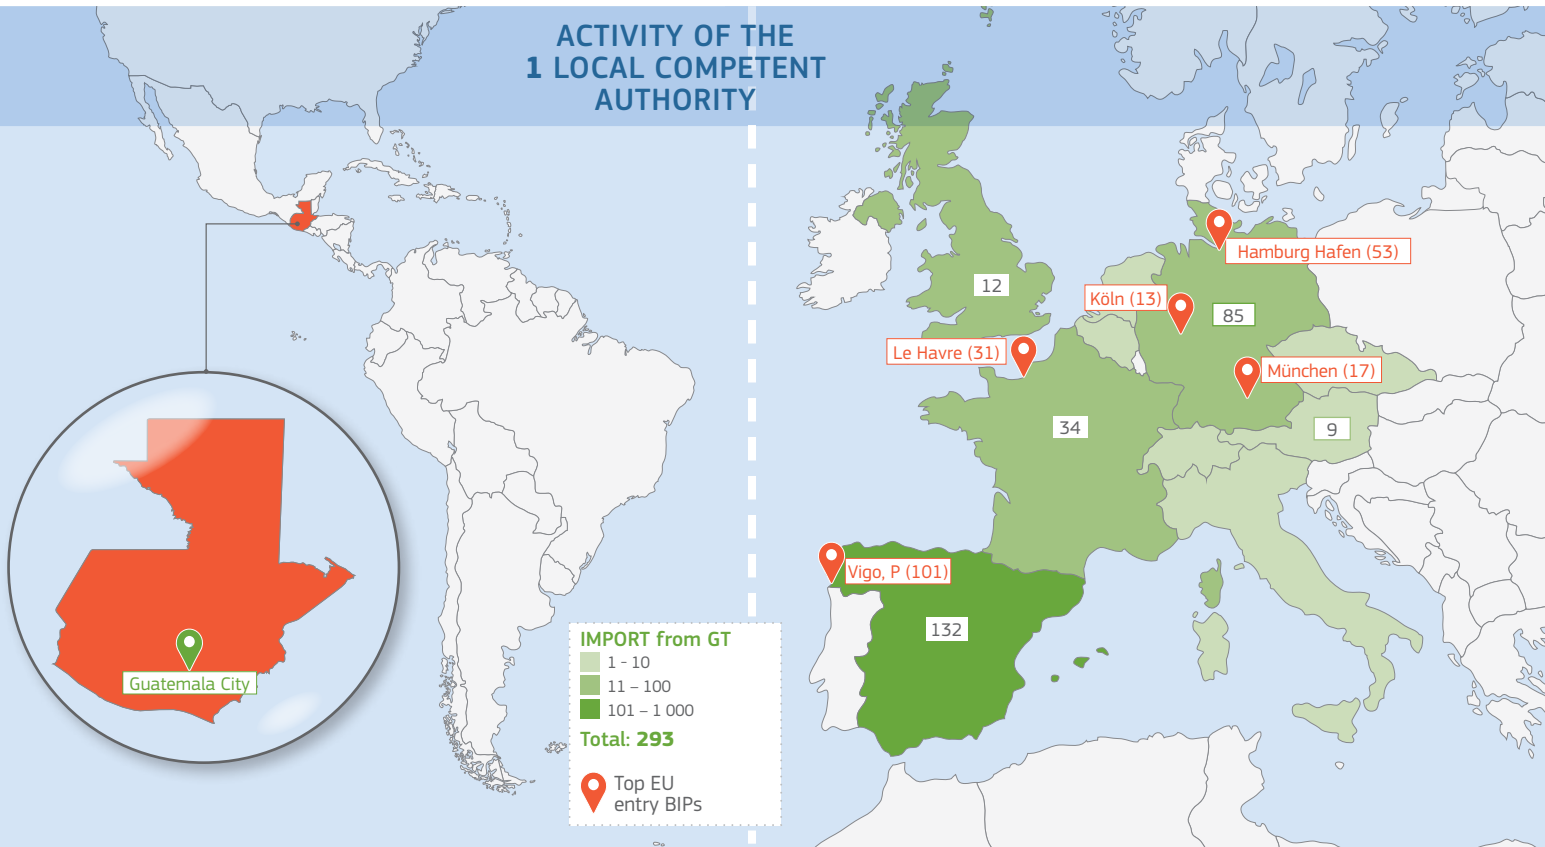 ACTIVITY OF THE
1 LOCAL COMPETENT
AUTHORITY
Hamburg Hafen (53)
12
Köln (13)
85
Le Havre (31)
München (17)
34
9
Vigo, P (101)
132
Guatemala City
IMPORT from GT
1 - 10
11 – 100
101 – 1 000
Total: 293
Top EU
entry BIPs